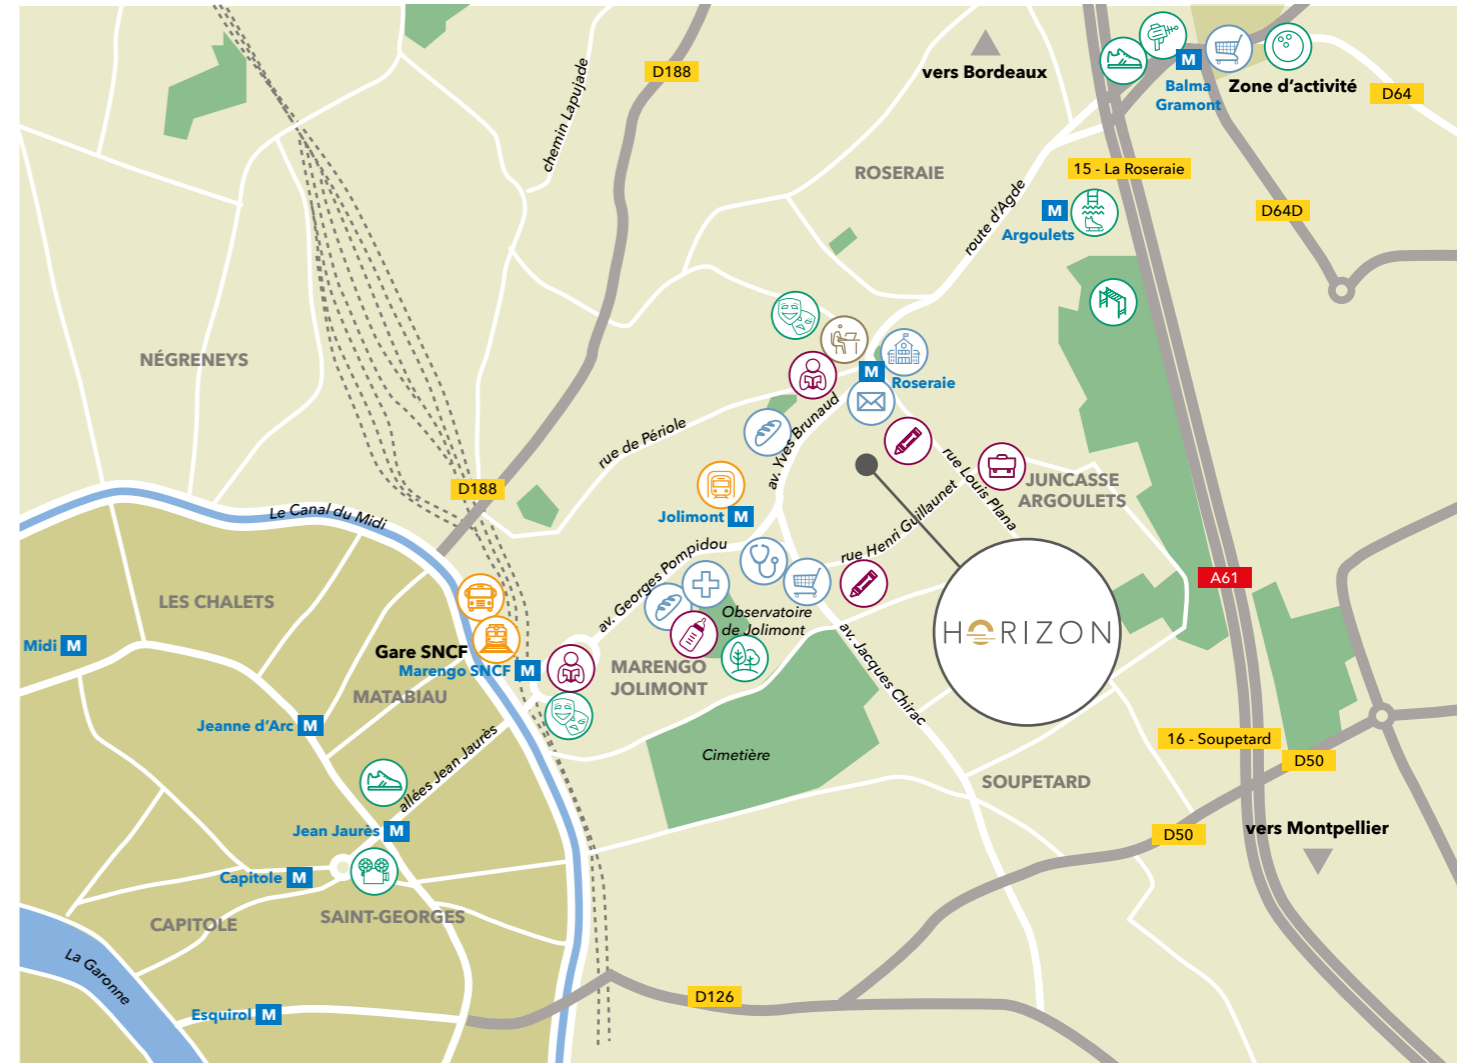 chemin Lapujade
D188
vers Bordeaux
M
Balma
Gramont
Zone d'activité
D64
ROSERAIE
15 - La Roseraie
D64D
M
Argoulets
route d'Agde
NÉGRENEYS
M
Roseraie
rue de Périole
av. Yves Brunaud
rue Louis Plana
JUNCASSE
ARGOULETS
D188
Le Canal du Midi
Jolimont M
av. Georges Pompidou
rue Henri Guillaunet
A61
LES CHALETS
Observatoire
de Jolimont
HORIZON
Midi M
Gare SNCF
Marengo SNCF M
MATABIAU
MARENGO
JOLIMONT
av. Jacques Chirac
Jeanne d'Arc M
allées Jean Jaurès
Cimetière
16 - Soupetard
D50
SOUPETARD
Jean Jaurès M
D50
vers Montpellier
Capitole M
CAPITOLE
SAINT-GEORGES
La Garonne
D126
Esquirol M